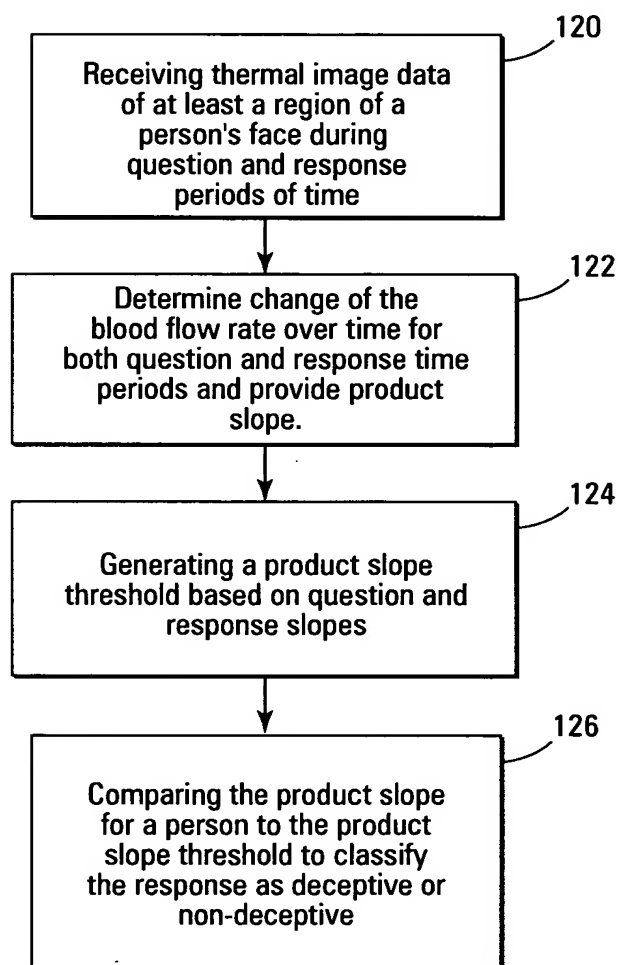 120
Receiving thermal image data
of at least a region of a
person's face during
question and response
periods of time
122
Determine change of the
blood flow rate over time for
both question and response time
periods and provide product
slope.
124
Generating a product slope
threshold based on question and
response slopes
126
Comparing the product slope
for a person to the product
slope threshold to classify
the response as deceptive or
non-deceptive